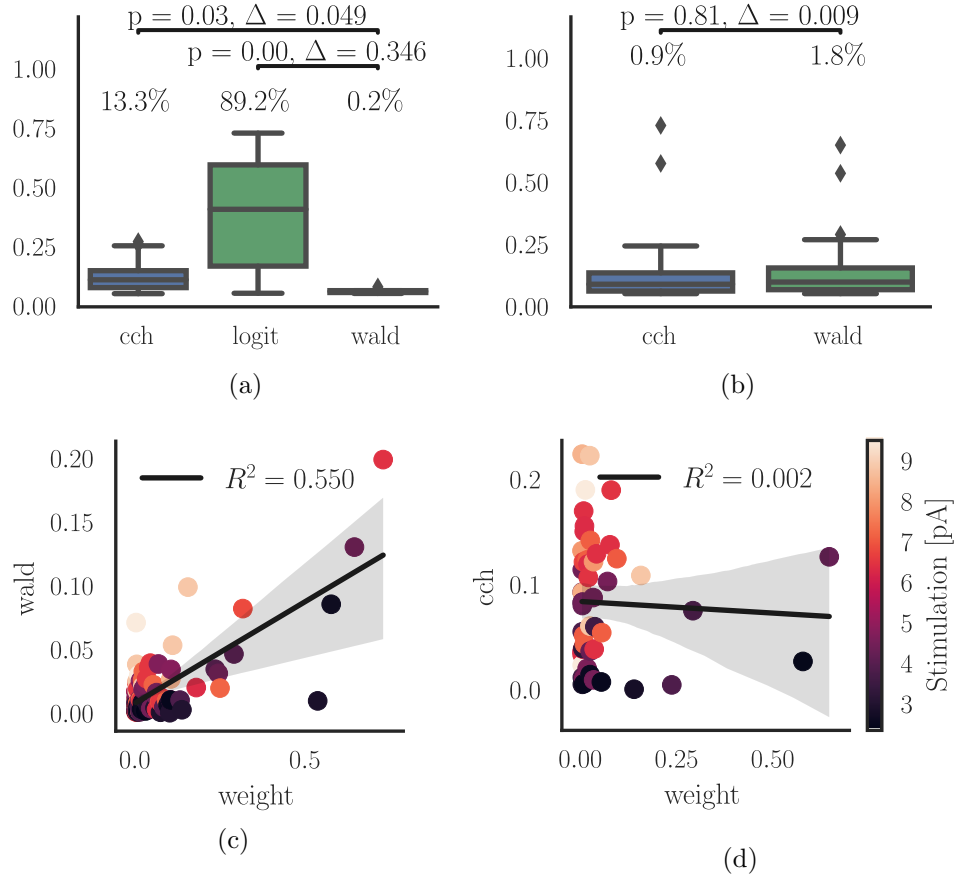 p = 0.03, Δ = 0.049
p = 0.00, Δ = 0.346
13.3% 89.2% 0.2%
1.00
0.75
0.50
0.25
0.00
cch logit wald
(a)
p = 0.81, Δ = 0.009
0.9% 1.8%
1.00
0.75
0.50
0.25
0.00
cch wald
(b)
R² = 0.550
wald
0.20
0.15
0.10
0.05
0.00
0.0 0.5
weight
(c)
R² = 0.002
cch
0.2
0.1
0.0
0.00 0.25 0.50
weight
(d)
9
8
7
6
5
4
3
Stimulation [pA]